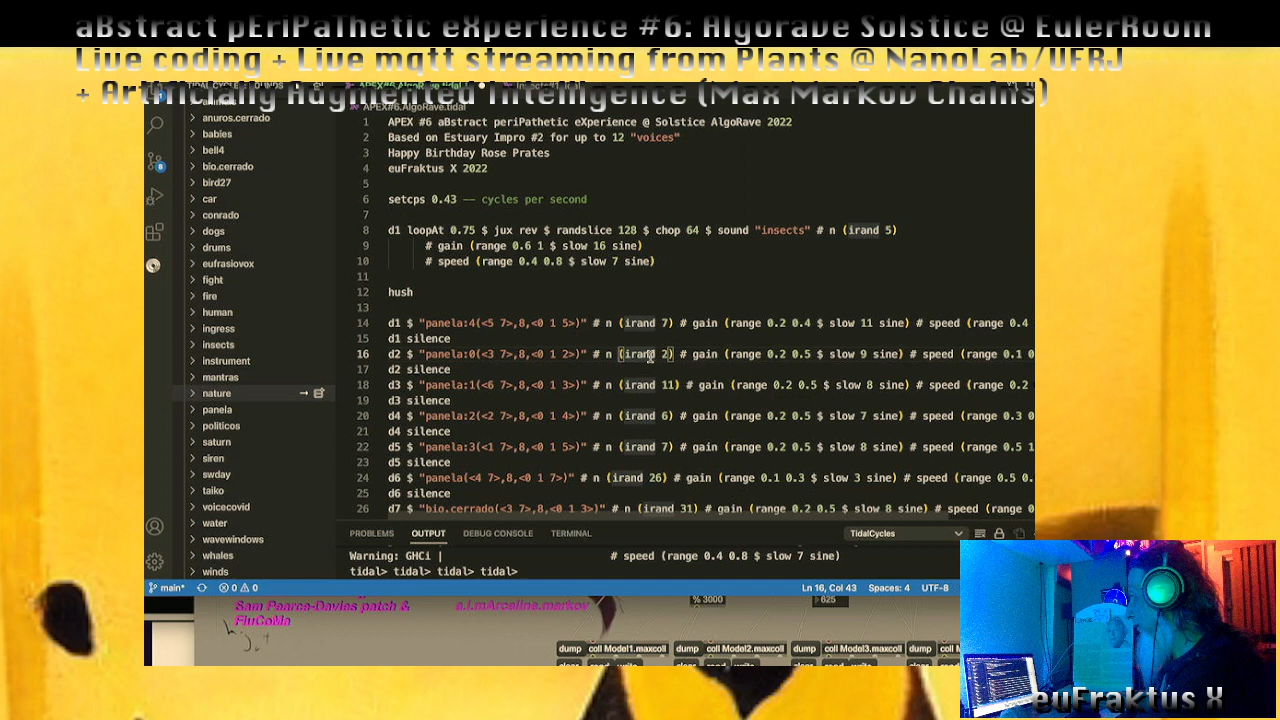 aBstract pEriPaThetic eXperience #6: Algorave Solstice @ EulerRoom
Live coding + Live mqtt streaming from Plants @ NanoLab/UFRJ
+ Artificially Augmented Intelligence (Max Markov Chains)
APEX#6.AlgoRave.tidal
anuros.cerrado
babies
bell4
bio.cerrado
bird27
car
conrado
dogs
drums
eufrasiovox
fight
fire
human
ingress
insects
instrument
mantras
nature
panela
politicos
saturn
siren
swday
taiko
voicecovid
water
wavewinds
whales
winds
1 APEX #6 aBstract periPathetic eXperience @ Solstice AlgoRave 2022
2 Based on Estuary Impro #2 for up to 12 "voices"
3 Happy Birthday Rose Prates
4 euFraktus X 2022
5
6 setcps 0.43 -- cycles per second
7
8 d1 loopAt 0.75 $ jux rev $ randslice 128 $ chop 64 $ sound "insects" # n (irand 5)
9 # gain (range 0.6 1 $ slow 16 sine)
10 # speed (range 0.4 0.8 $ slow 7 sine)
11
12 hush
13
14 d1 $ "panela:4(<5 7>,8,<0 1 5>)" # n (irand 7) # gain (range 0.2 0.4 $ slow 11 sine) # speed (range 0.4
15 d1 silence
16 d2 $ "panela:0(<3 7>,8,<0 1 2>)" # n (irand 2) # gain (range 0.2 0.5 $ slow 9 sine) # speed (range 0.1 0
17 d2 silence
18 d3 $ "panela:1(<6 7>,8,<0 1 3>)" # n (irand 11) # gain (range 0.2 0.5 $ slow 8 sine) # speed (range 0.2
19 d3 silence
20 d4 $ "panela:2(<2 7>,8,<0 1 4>)" # n (irand 6) # gain (range 0.2 0.5 $ slow 7 sine) # speed (range 0.3 0
21 d4 silence
22 d5 $ "panela:3(<1 7>,8,<0 1 5>)" # n (irand 7) # gain (range 0.2 0.5 $ slow 8 sine) # speed (range 0.5 1
23 d5 silence
24 d6 $ "panela(<4 7>,8,<0 1 7>)" # n (irand 26) # gain (range 0.1 0.3 $ slow 3 sine) # speed (range 0.5 0.
25 d6 silence
26 d7 $ "bio.cerrado(<3 7>,8,<0 1 3>)" # n (irand 31) # gain (range 0.2 0.5 $ slow 8 sine) # speed (range 0
PROBLEMS OUTPUT DEBUG CONSOLE TERMINAL TidalCycles
Warning: GHCi | # speed (range 0.4 0.8 $ slow 7 sine)
tidal> tidal> tidal> tidal>
main* 0 0 Ln 16, Col 43 Spaces: 4 UTF-8
Sam Pearce-Davies patch &
FluCoMa
a.i.mArceline.markov
% 3000
625
dump coll Model1.maxcoll dump coll Model2.maxcoll dump coll Model3.maxcoll dump coll M
euFraktus X